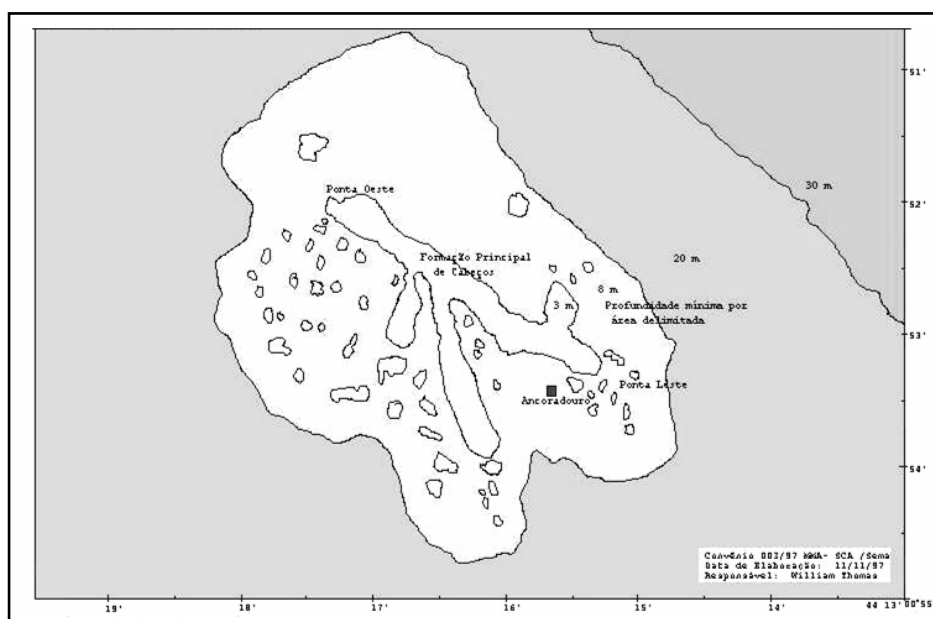 51'
30 m
Ponta Oeste
52'
Formação Principal
de Cabeços
20 m
8 m
3 m
Profundidade mínima por
área delimitada
53'
Ponta Leste
Ancoradouro
54'
Convênio 003/97 MMA- SCA /Sema
Data de Elaboração: 11/11/97
Responsável: William Thomas
19'
18'
17'
16'
15'
14'
44 13'00"
55'